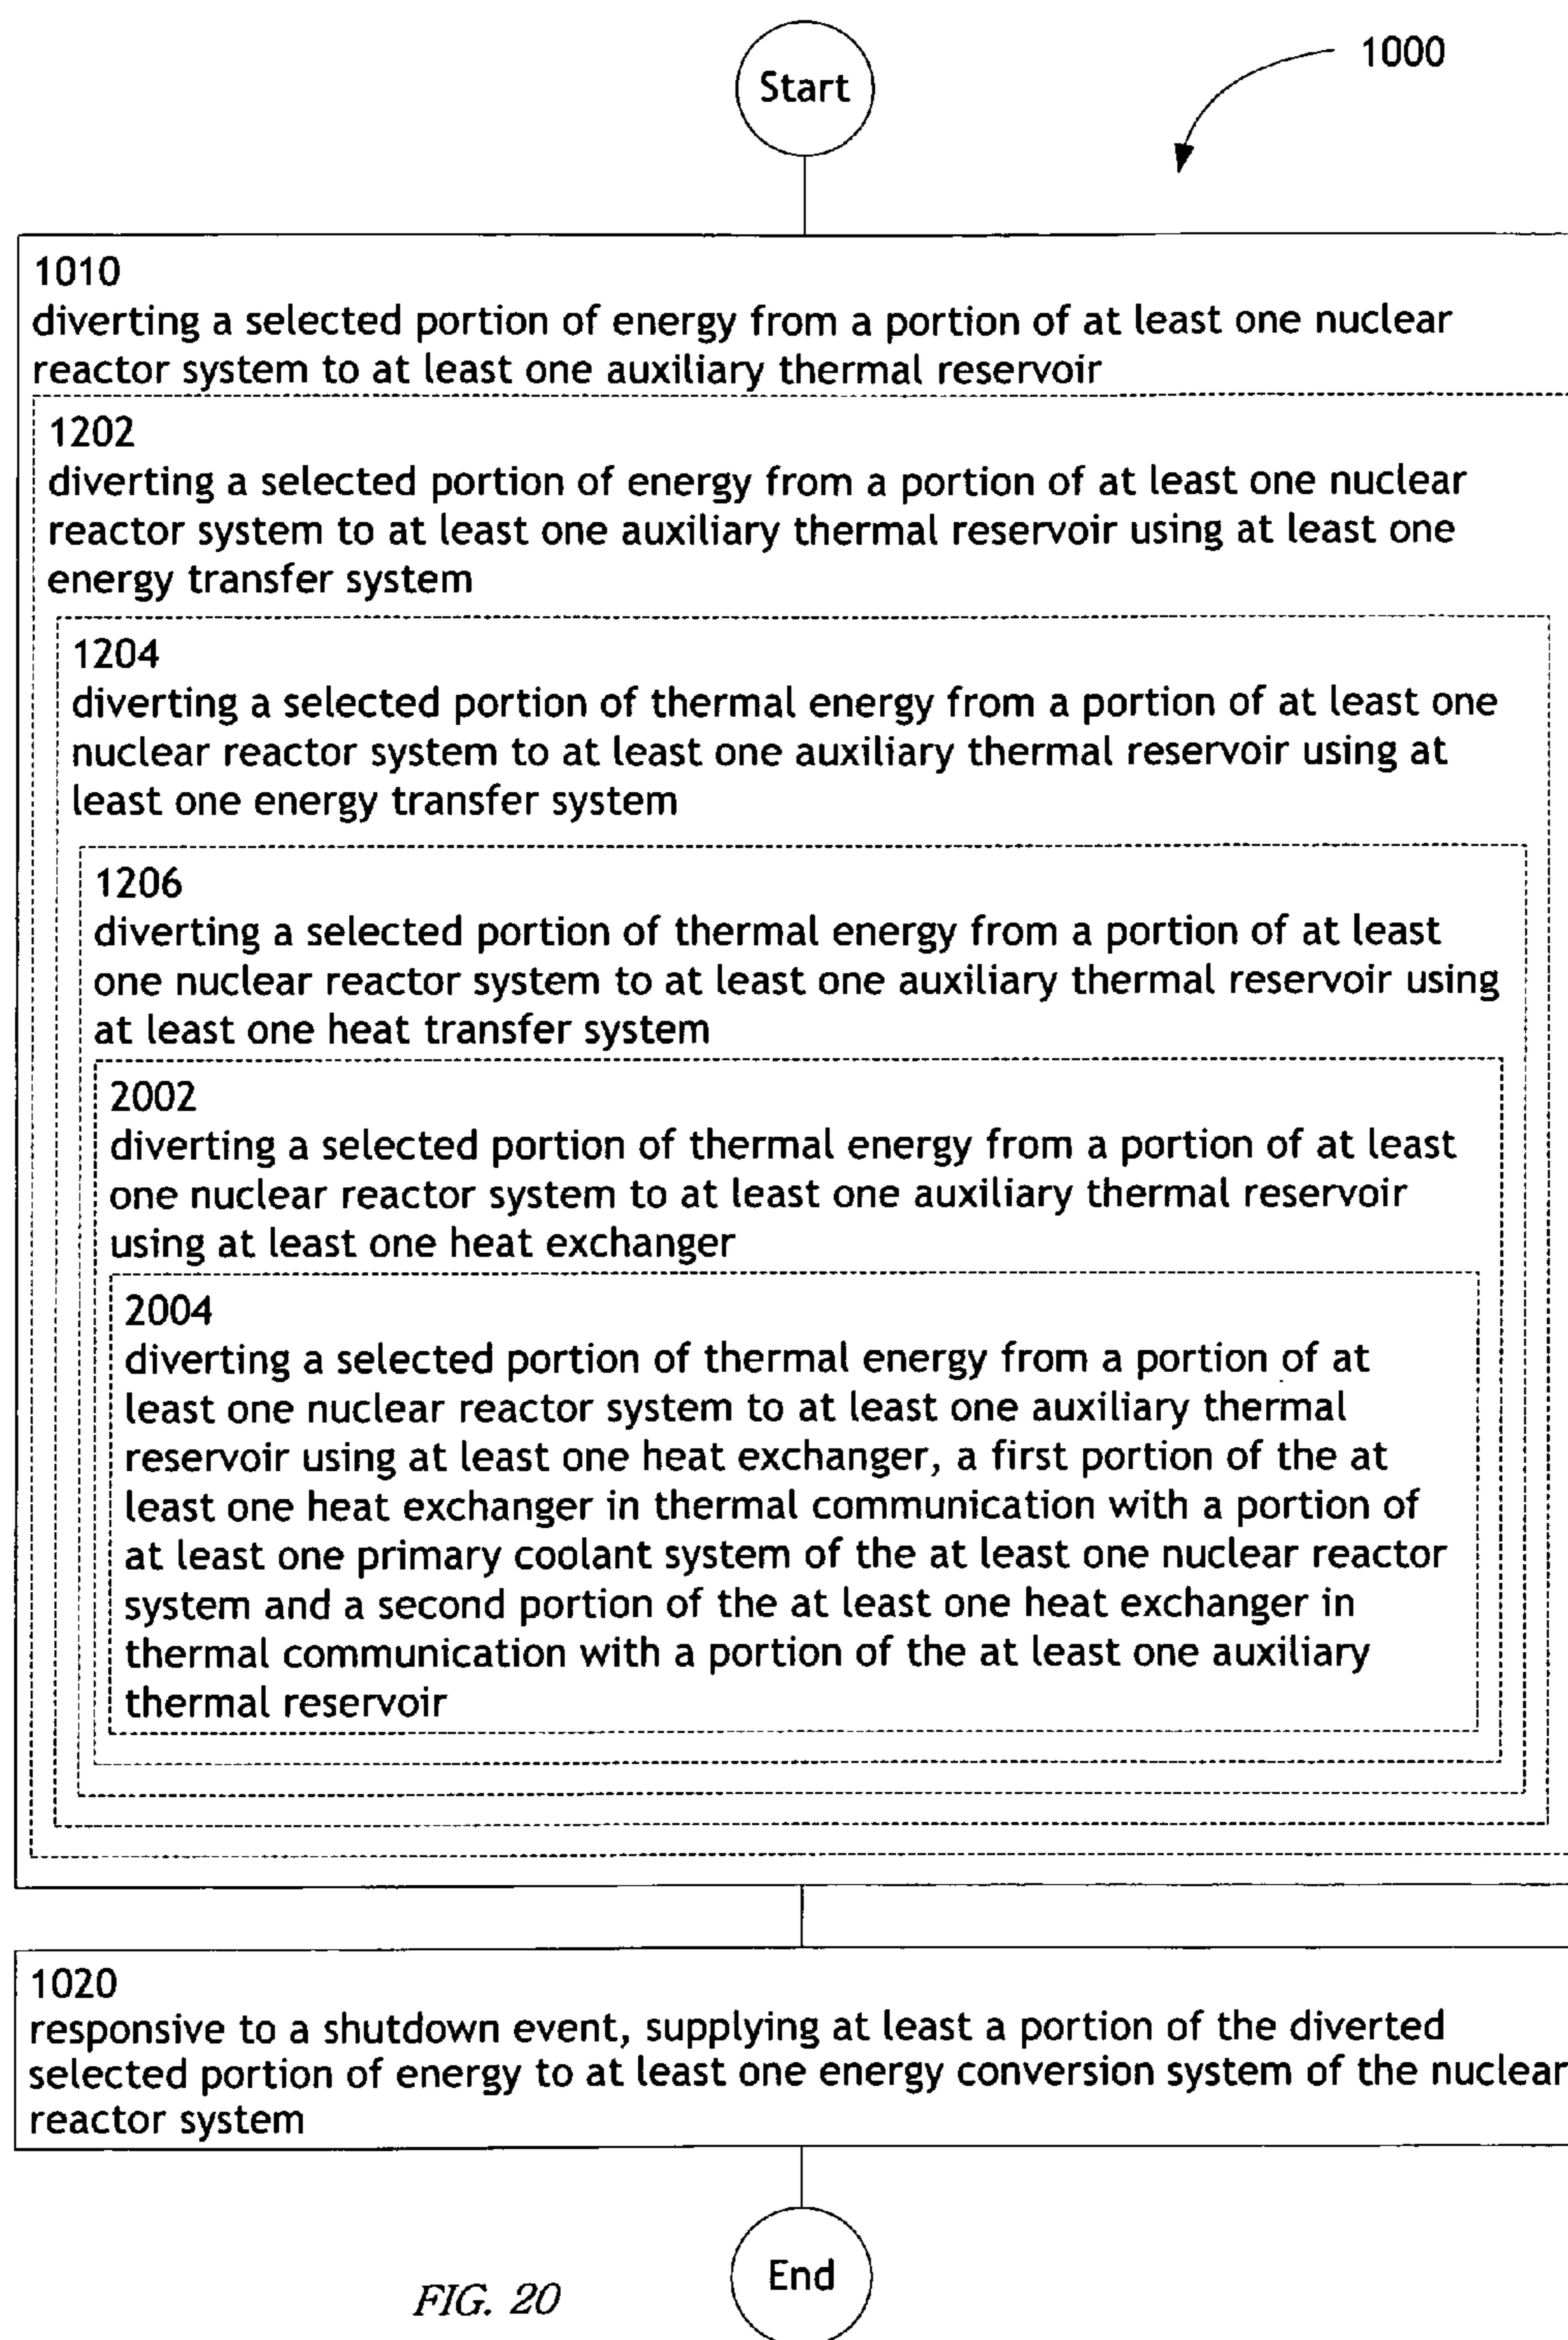 Start
1000
1010
diverting a selected portion of energy from a portion of at least one nuclear
reactor system to at least one auxiliary thermal reservoir
1202
diverting a selected portion of energy from a portion of at least one nuclear
reactor system to at least one auxiliary thermal reservoir using at least one
energy transfer system
1204
diverting a selected portion of thermal energy from a portion of at least one
nuclear reactor system to at least one auxiliary thermal reservoir using at
least one energy transfer system
1206
diverting a selected portion of thermal energy from a portion of at least
one nuclear reactor system to at least one auxiliary thermal reservoir using
at least one heat transfer system
2002
diverting a selected portion of thermal energy from a portion of at least
one nuclear reactor system to at least one auxiliary thermal reservoir
using at least one heat exchanger
2004
diverting a selected portion of thermal energy from a portion of at
least one nuclear reactor system to at least one auxiliary thermal
reservoir using at least one heat exchanger, a first portion of the at
least one heat exchanger in thermal communication with a portion of
at least one primary coolant system of the at least one nuclear reactor
system and a second portion of the at least one heat exchanger in
thermal communication with a portion of the at least one auxiliary
thermal reservoir
1020
responsive to a shutdown event, supplying at least a portion of the diverted
selected portion of energy to at least one energy conversion system of the nuclear
reactor system
End
FIG. 20